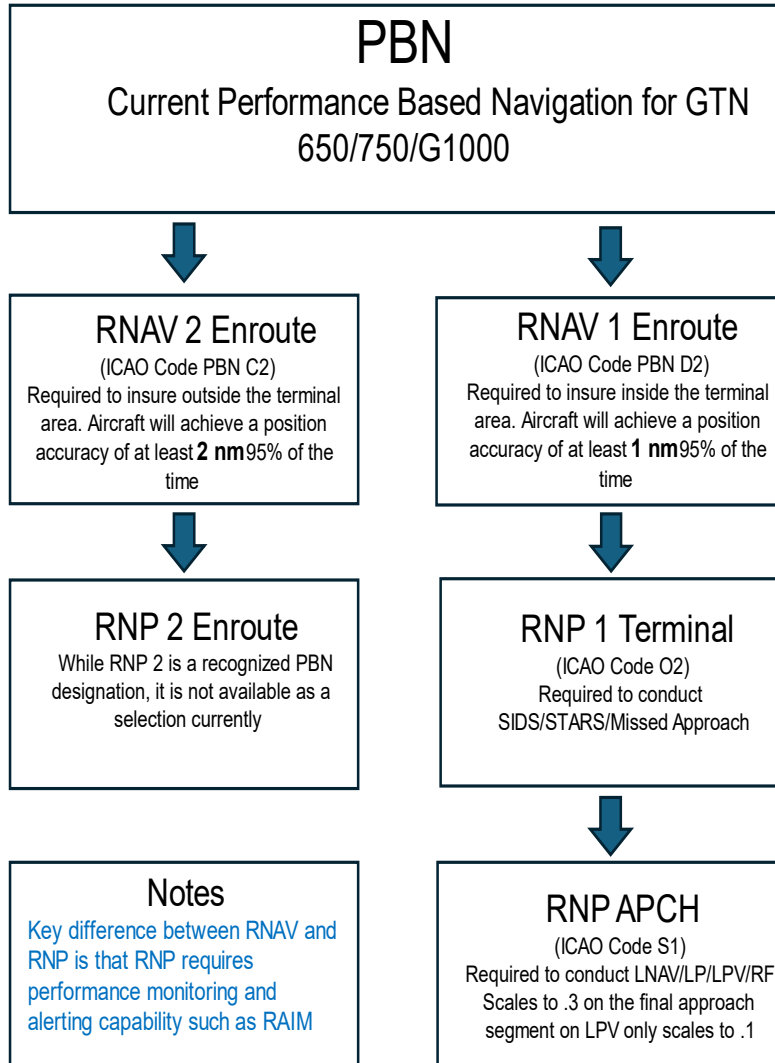 PBN
Current Performance Based Navigation for GTN
650/750/G1000
RNAV 2 Enroute
(ICAO Code PBN C2)
Required to insure outside the terminal
area. Aircraft will achieve a position
accuracy of at least 2 nm 95% of the
time
RNAV 1 Enroute
(ICAO Code PBN D2)
Required to insure inside the terminal
area. Aircraft will achieve a position
accuracy of at least 1 nm 95% of the
time
RNP 2 Enroute
While RNP 2 is a recognized PBN
designation, it is not available as a
selection currently
RNP 1 Terminal
(ICAO Code O2)
Required to conduct
SIDS/STARS/Missed Approach
Notes
Key difference between RNAV and
RNP is that RNP requires
performance monitoring and
alerting capability such as RAIM
RNP APCH
(ICAO Code S1)
Required to conduct LNAV/LP/LPV/RF
Scales to .3 on the final approach
segment on LPV only scales to .1